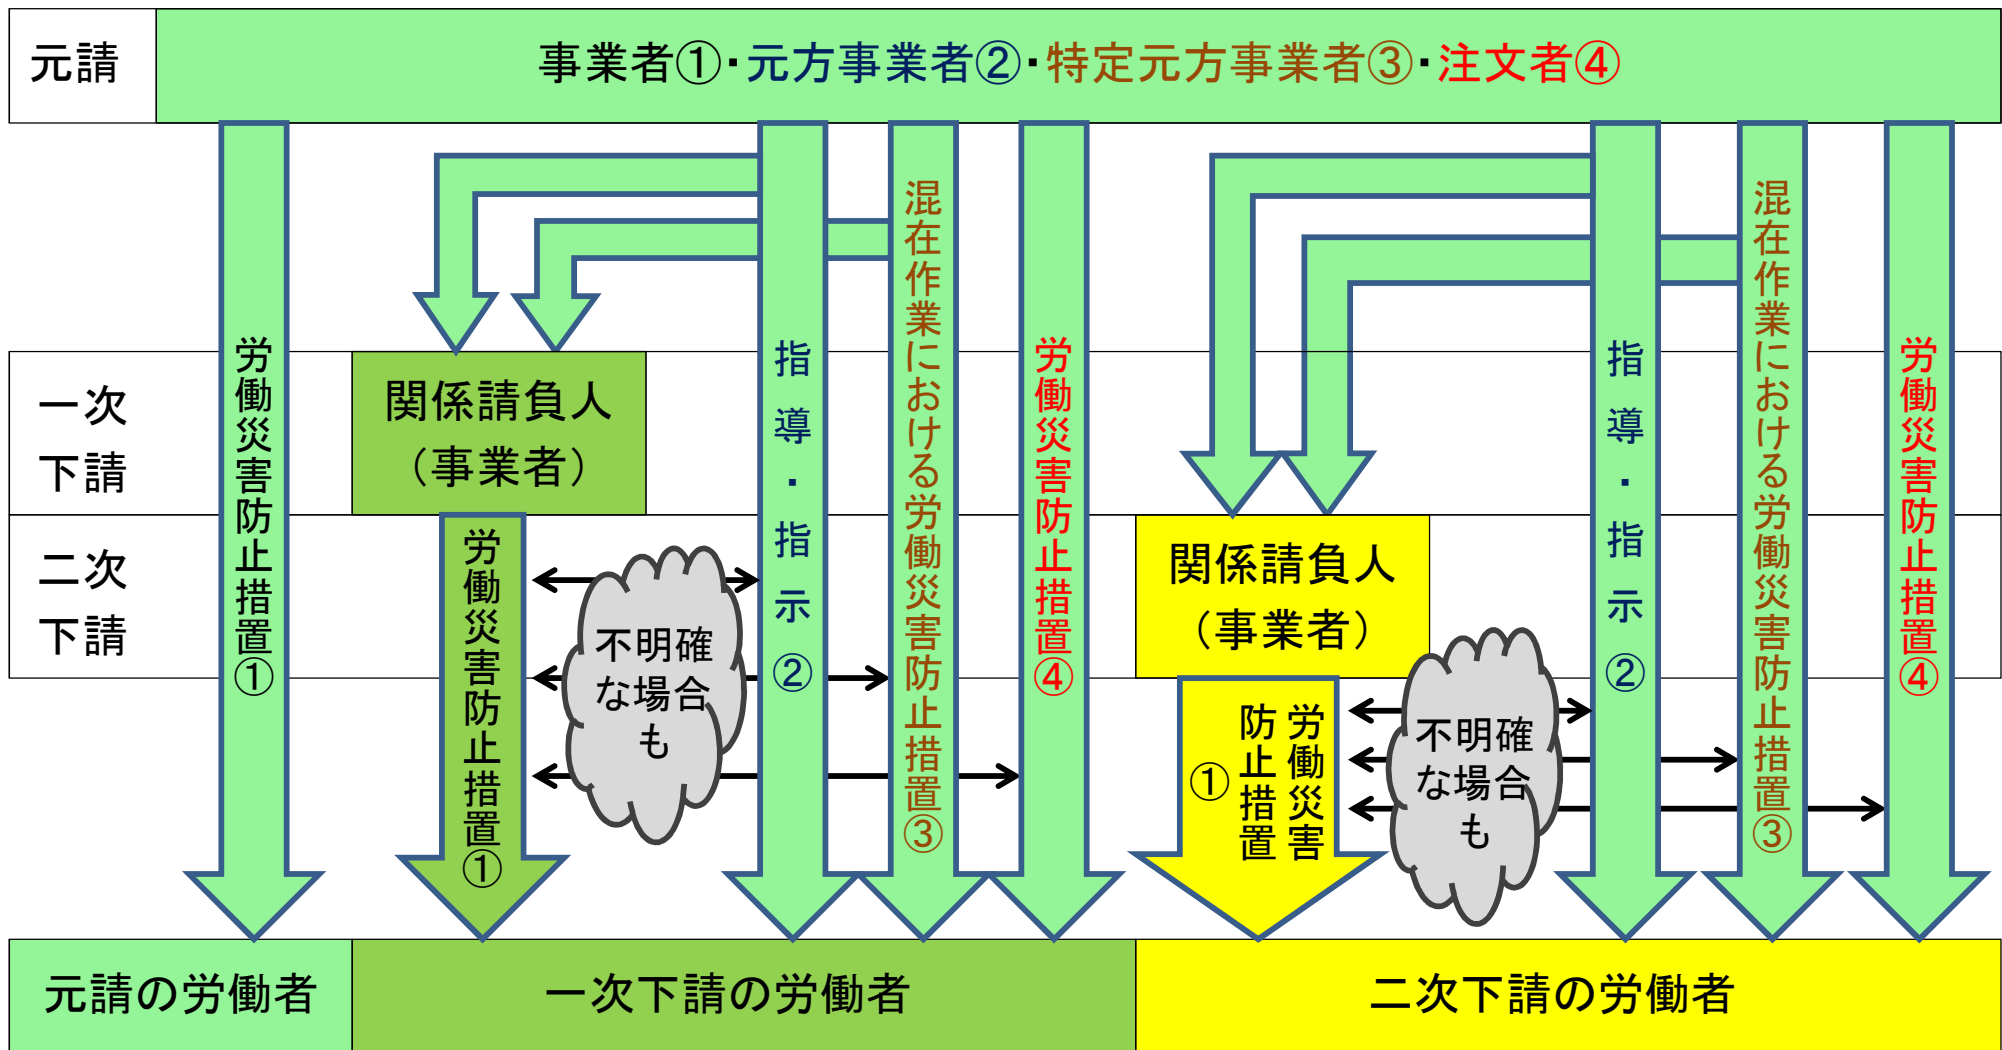 元請
事業者①・元方事業者②・特定元方事業者③・注文者④
労働災害防止措置①
指導・指示②
混在作業における労働災害防止措置③
労働災害防止措置④
指導・指示②
混在作業における労働災害防止措置③
労働災害防止措置④
一次
下請
関係請負人
（事業者）
二次
下請
労働災害防止措置①
不明確
な場合
も
関係請負人
（事業者）
労働災害
防止措置
①
不明確
な場合
も
元請の労働者
一次下請の労働者
二次下請の労働者